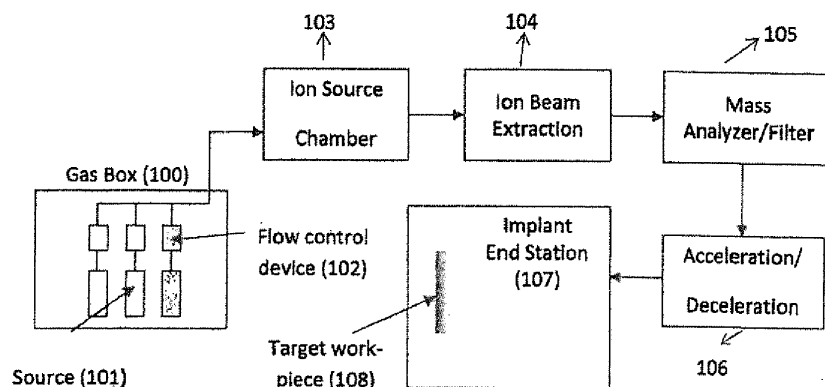 103
104
105
Ion Source
Chamber
Ion Beam
Extraction
Mass
Analyzer/Filter
Gas Box (100)
Flow control
device (102)
Source (101)
Implant
End Station
(107)
Target work-
piece (108)
Acceleration/
Deceleration
106